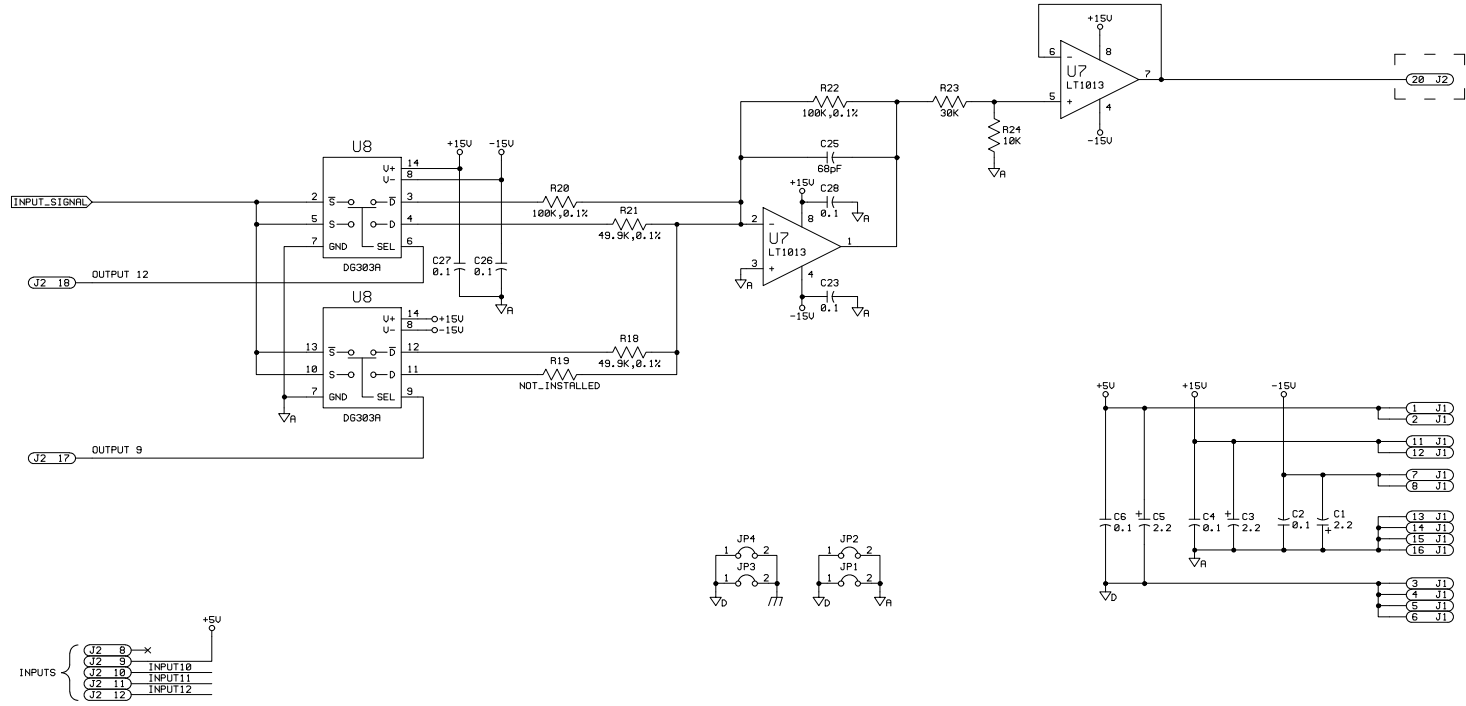 +15V
6
-
8
U7
7
LT1013
5
+
4
-15V
20 J2
R22
100K,0.1%
R23
30K
R24
10K
A
C25
68pF
U8
+15V
-15V
V+ 14
V- 8
INPUT_SIGNAL
2 S D 3
5 S D 4
7 GND SEL 6
DG303A
R20
100K,0.1%
R21
49.9K,0.1%
+15V
C28
0.1
A
8
2 -
U7
LT1013
1
3 +
A
4
C23
0.1
A
-15V
C27
0.1
C26
0.1
A
J2 18
OUTPUT 12
U8
V+ 14 +15V
V- 8 -15V
13 S D 12
10 S D 11
7 GND SEL 9
A
DG303A
R18
49.9K,0.1%
R19
NOT_INSTALLED
J2 17
OUTPUT 9
+5V
+15V
-15V
1 J1
2 J1
11 J1
12 J1
7 J1
8 J1
C6
0.1
+
C5
2.2
C4
0.1
+
C3
2.2
C2
0.1
C1
2.2
+
13 J1
14 J1
15 J1
16 J1
A
D
3 J1
4 J1
5 J1
6 J1
JP4
1 2
JP3
1 2
D
JP2
1 2
JP1
1 2
D
A
+5V
INPUTS
J2 8
J2 9
J2 10 INPUT10
J2 11 INPUT11
J2 12 INPUT12